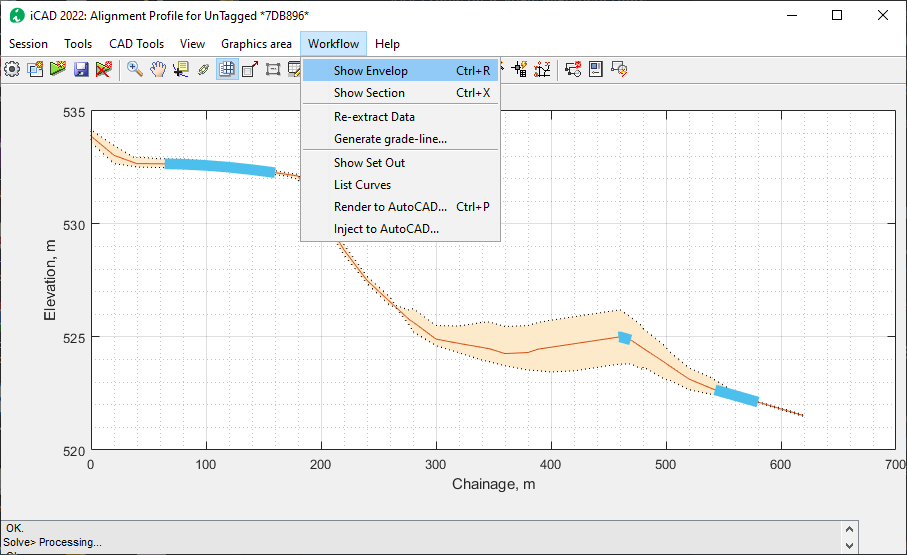 iCAD 2022: Alignment Profile for UnTagged *7DB896*
Session Tools CAD Tools View Graphics area Workflow Help
Show Envelop Ctrl+R
Show Section Ctrl+X
Re-extract Data
Generate grade-line...
Show Set Out
List Curves
Render to AutoCAD... Ctrl+P
Inject to AutoCAD...
535
530
525
520
Elevation, m
0 100 200 300 400 500 600 700
Chainage, m
OK.
Solve> Processing...